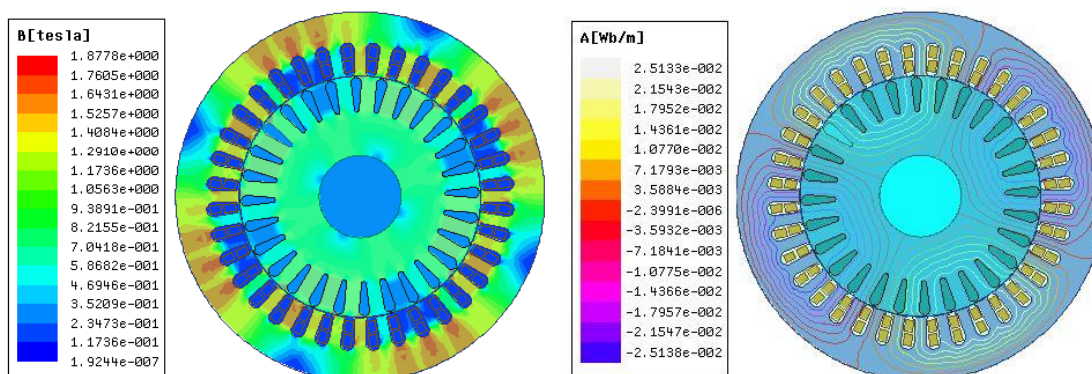 B[tesla]
1.8778e+000
1.7605e+000
1.6431e+000
1.5257e+000
1.4084e+000
1.2910e+000
1.1736e+000
1.0563e+000
9.3891e-001
8.2155e-001
7.0418e-001
5.8682e-001
4.6946e-001
3.5209e-001
2.3473e-001
1.1736e-001
1.9244e-007
A[Wb/m]
2.5133e-002
2.1543e-002
1.7952e-002
1.4361e-002
1.0770e-002
7.1793e-003
3.5884e-003
-2.3991e-006
-3.5932e-003
-7.1841e-003
-1.0775e-002
-1.4366e-002
-1.7957e-002
-2.1547e-002
-2.5138e-002